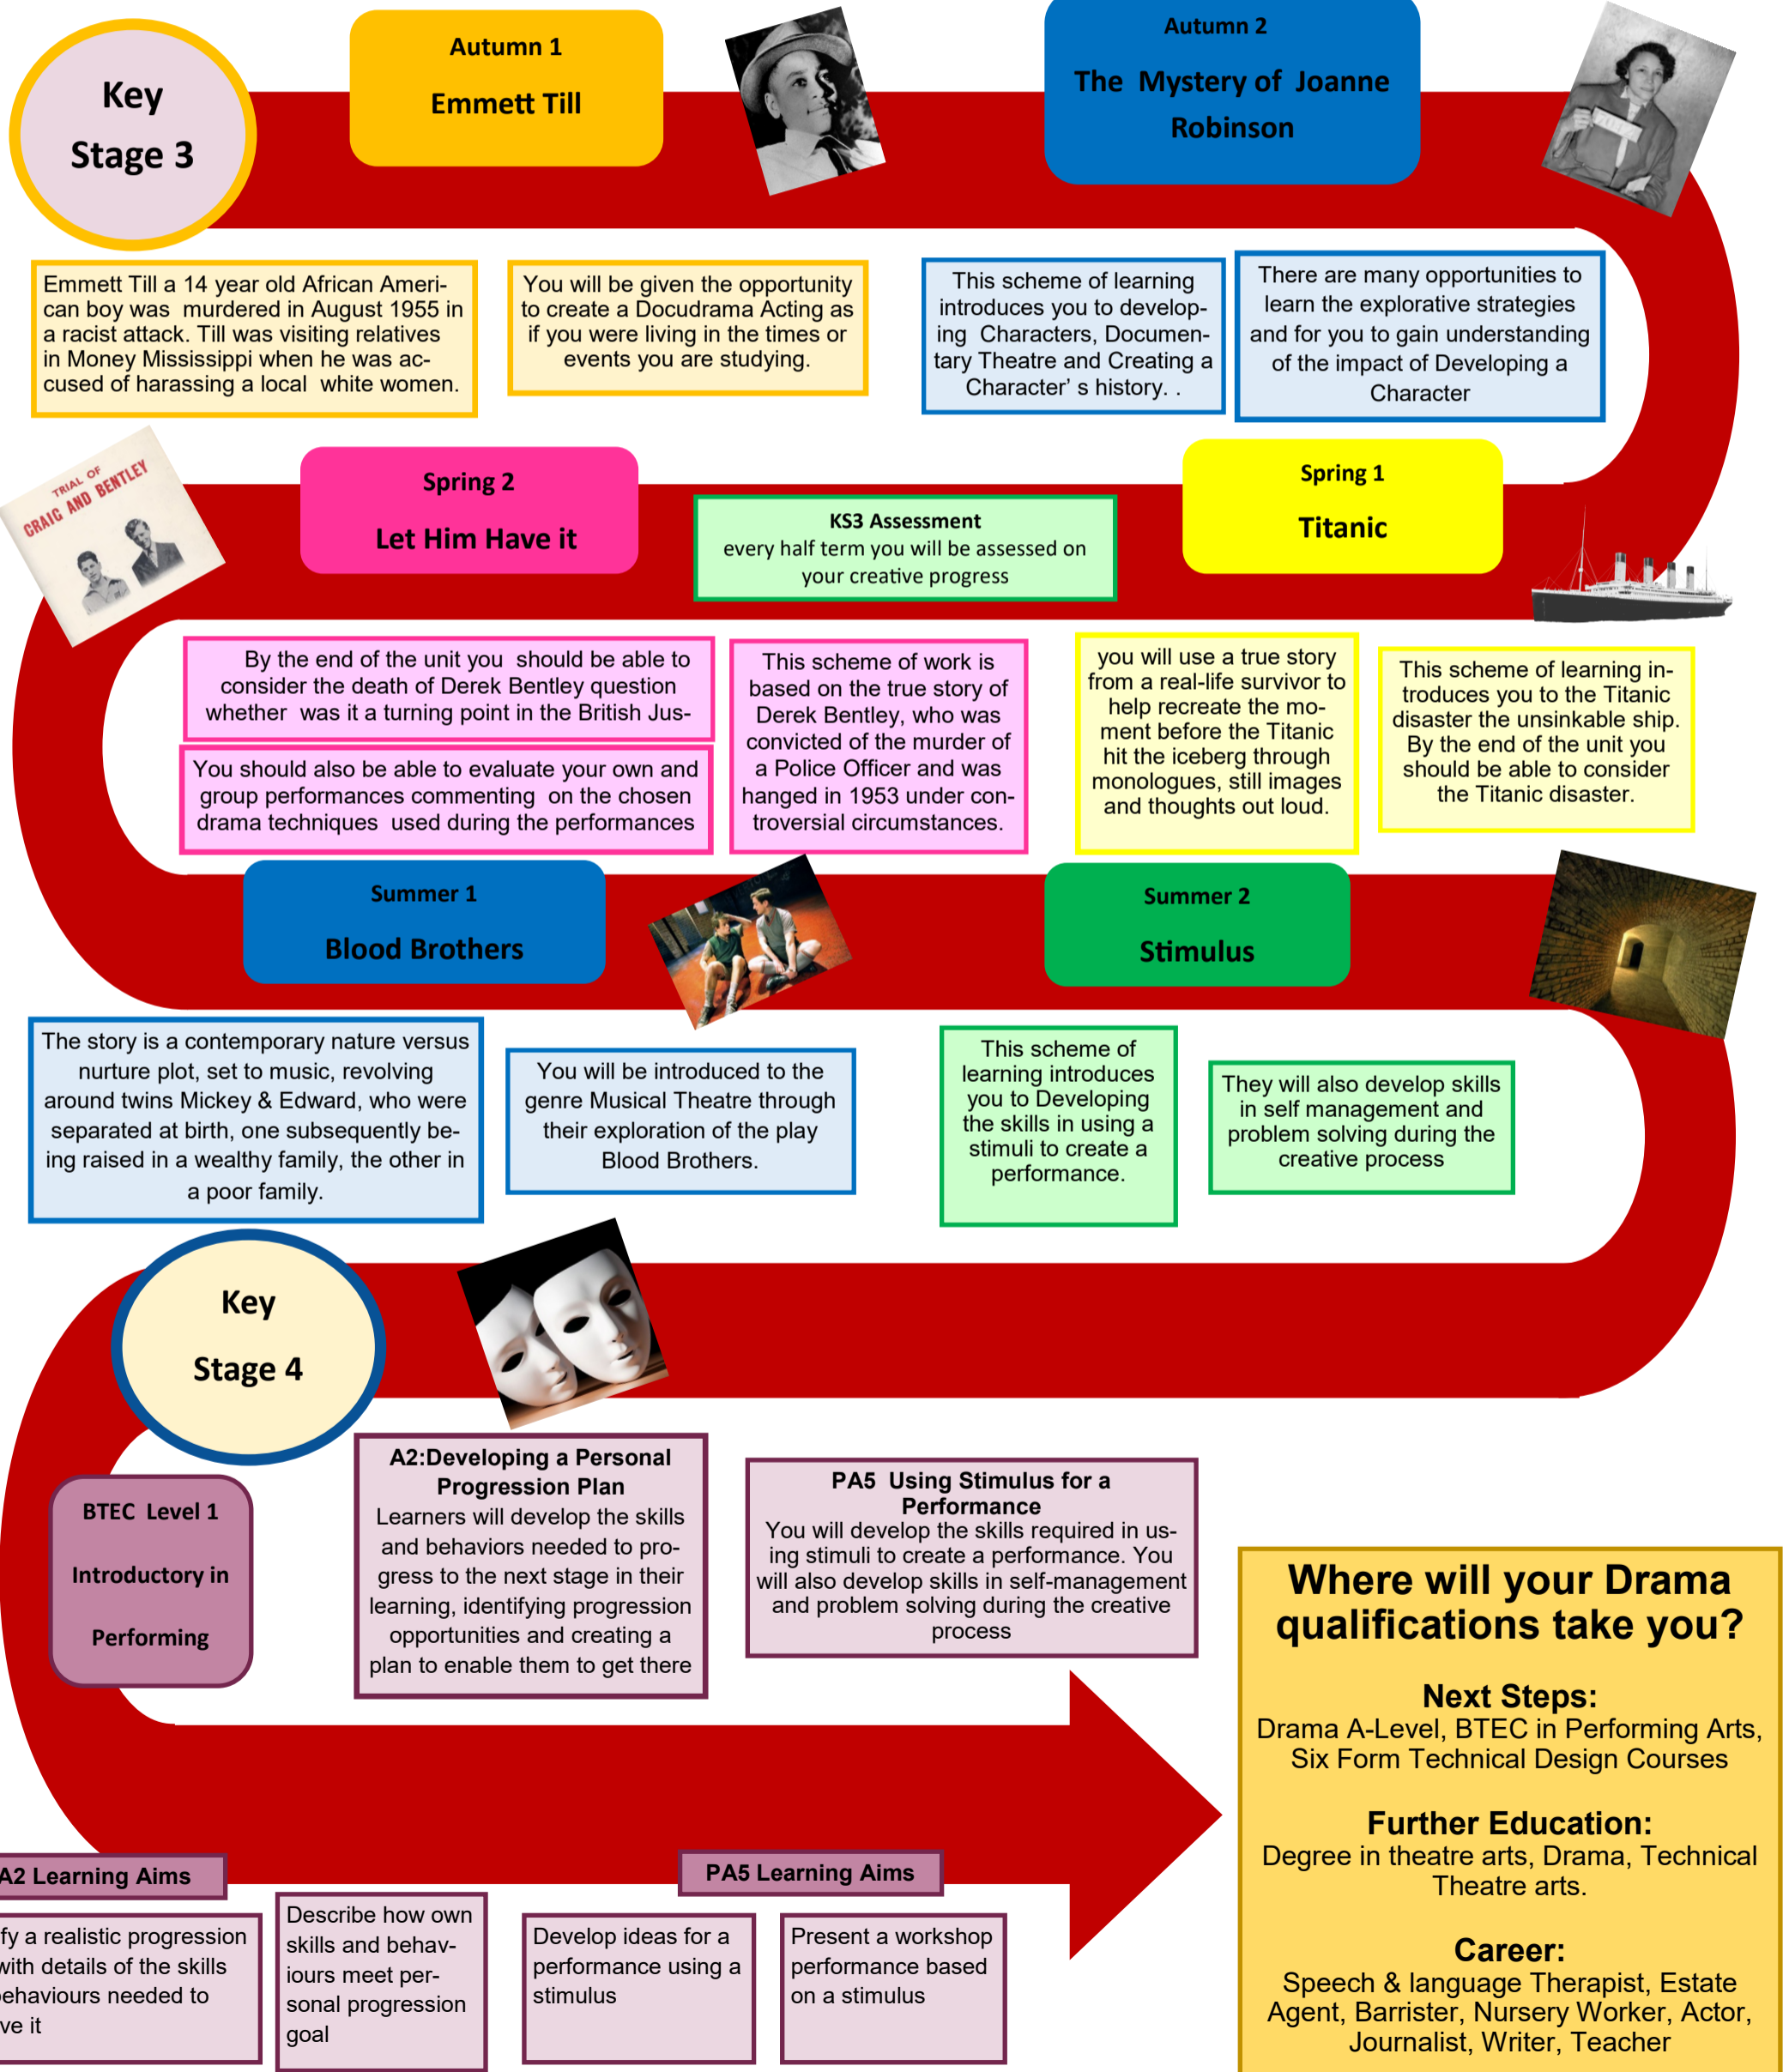 Key
Stage 3
Autumn 1
Emmett Till
Autumn 2
The Mystery of Joanne
Robinson
Emmett Till a 14 year old African Ameri-
can boy was murdered in August 1955 in
a racist attack. Till was visiting relatives
in Money Mississippi when he was ac-
cused of harassing a local white women.
You will be given the opportunity
to create a Docudrama Acting as
if you were living in the times or
events you are studying.
This scheme of learning
introduces you to develop-
ing Characters, Documen-
tary Theatre and Creating a
Character’ s history. .
There are many opportunities to
learn the explorative strategies
and for you to gain understanding
of the impact of Developing a
Character
TRIAL OF
CRAIG AND BENTLEY
Spring 2
Let Him Have it
KS3 Assessment
every half term you will be assessed on
your creative progress
Spring 1
Titanic
By the end of the unit you should be able to
consider the death of Derek Bentley question
whether was it a turning point in the British Jus-
You should also be able to evaluate your own and
group performances commenting on the chosen
drama techniques used during the performances
This scheme of work is
based on the true story of
Derek Bentley, who was
convicted of the murder of
a Police Officer and was
hanged in 1953 under con-
troversial circumstances.
you will use a true story
from a real-life survivor to
help recreate the mo-
ment before the Titanic
hit the iceberg through
monologues, still images
and thoughts out loud.
This scheme of learning in-
troduces you to the Titanic
disaster the unsinkable ship.
By the end of the unit you
should be able to consider
the Titanic disaster.
Summer 1
Blood Brothers
Summer 2
Stimulus
The story is a contemporary nature versus
nurture plot, set to music, revolving
around twins Mickey & Edward, who were
separated at birth, one subsequently be-
ing raised in a wealthy family, the other in
a poor family.
You will be introduced to the
genre Musical Theatre through
their exploration of the play
Blood Brothers.
This scheme of
learning introduces
you to Developing
the skills in using a
stimuli to create a
performance.
They will also develop skills
in self management and
problem solving during the
creative process
Key
Stage 4
BTEC Level 1
Introductory in
Performing
A2:Developing a Personal
Progression Plan
Learners will develop the skills
and behaviors needed to pro-
gress to the next stage in their
learning, identifying progression
opportunities and creating a
plan to enable them to get there
PA5 Using Stimulus for a
Performance
You will develop the skills required in us-
ing stimuli to create a performance. You
will also develop skills in self-management
and problem solving during the creative
process
Where will your Drama
qualifications take you?
Next Steps:
Drama A-Level, BTEC in Performing Arts,
Six Form Technical Design Courses
Further Education:
Degree in theatre arts, Drama, Technical
Theatre arts.
Career:
Speech & language Therapist, Estate
Agent, Barrister, Nursery Worker, Actor,
Journalist, Writer, Teacher
A2 Learning Aims
fy a realistic progression
with details of the skills
ehaviours needed to
ve it
Describe how own
skills and behav-
iours meet per-
sonal progression
goal
PA5 Learning Aims
Develop ideas for a
performance using a
stimulus
Present a workshop
performance based
on a stimulus